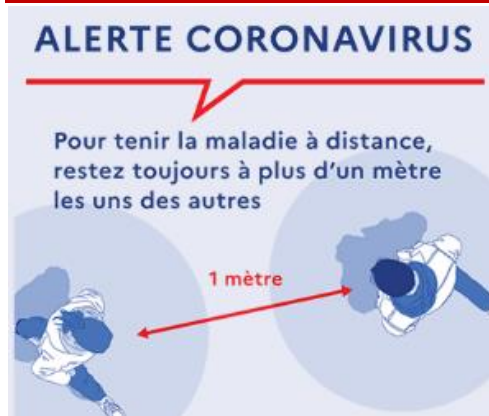 ALERTE CORONAVIRUS
Pour tenir la maladie à distance,
restez toujours à plus d'un mètre
les uns des autres
1 mètre